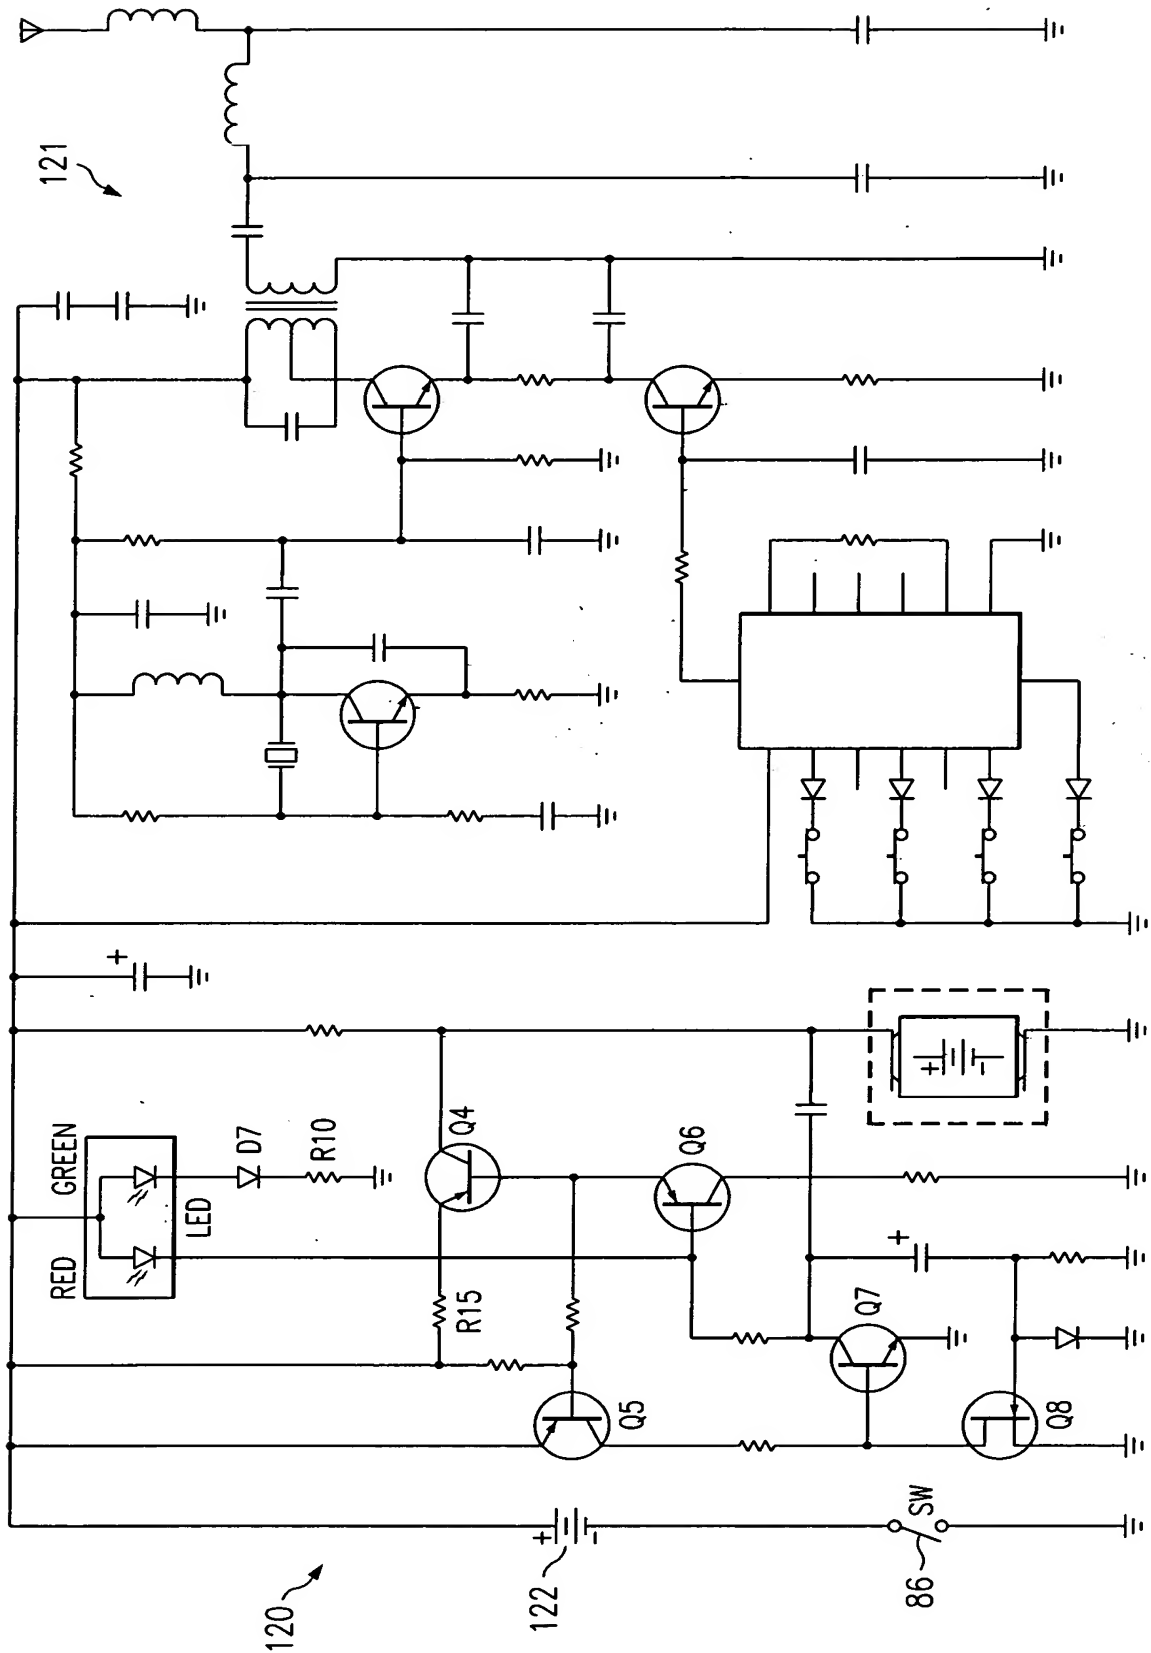 121
GREEN
RED
LED
D7
R10
Q4
R15
Q6
Q5
Q7
Q8
+
+
+
-
+
-
SW
86
122
120